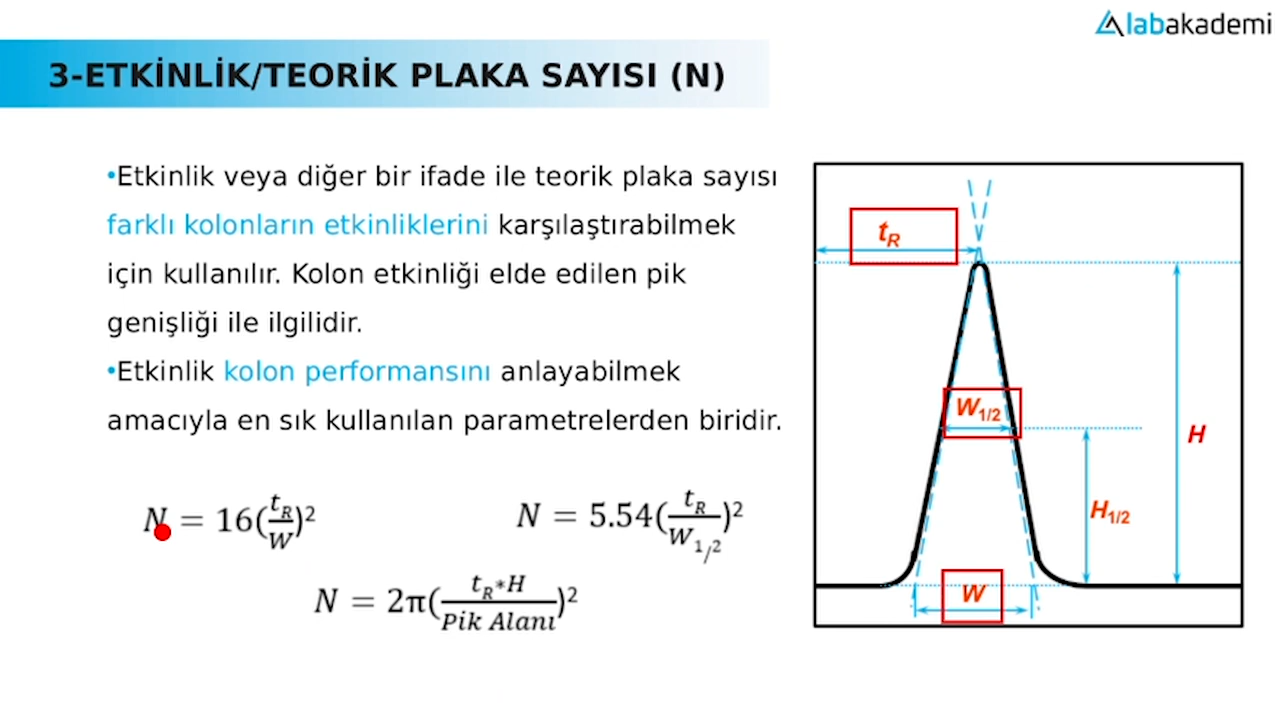 labakademi
3-ETKİNLİK/TEORİK PLAKA SAYISI (N)
•Etkinlik veya diğer bir ifade ile teorik plaka sayısı
farklı kolonların etkinliklerini karşılaştırabilmek
için kullanılır. Kolon etkinliği elde edilen pik
genişliği ile ilgilidir.
•Etkinlik kolon performansını anlayabilmek
amacıyla en sık kullanılan parametrelerden biridir.
N = 16(tR/W)²
N = 5.54(tR/W1/2)²
N = 2π(tR*H/Pik Alanı)²
tR
W1/2
H
H1/2
W